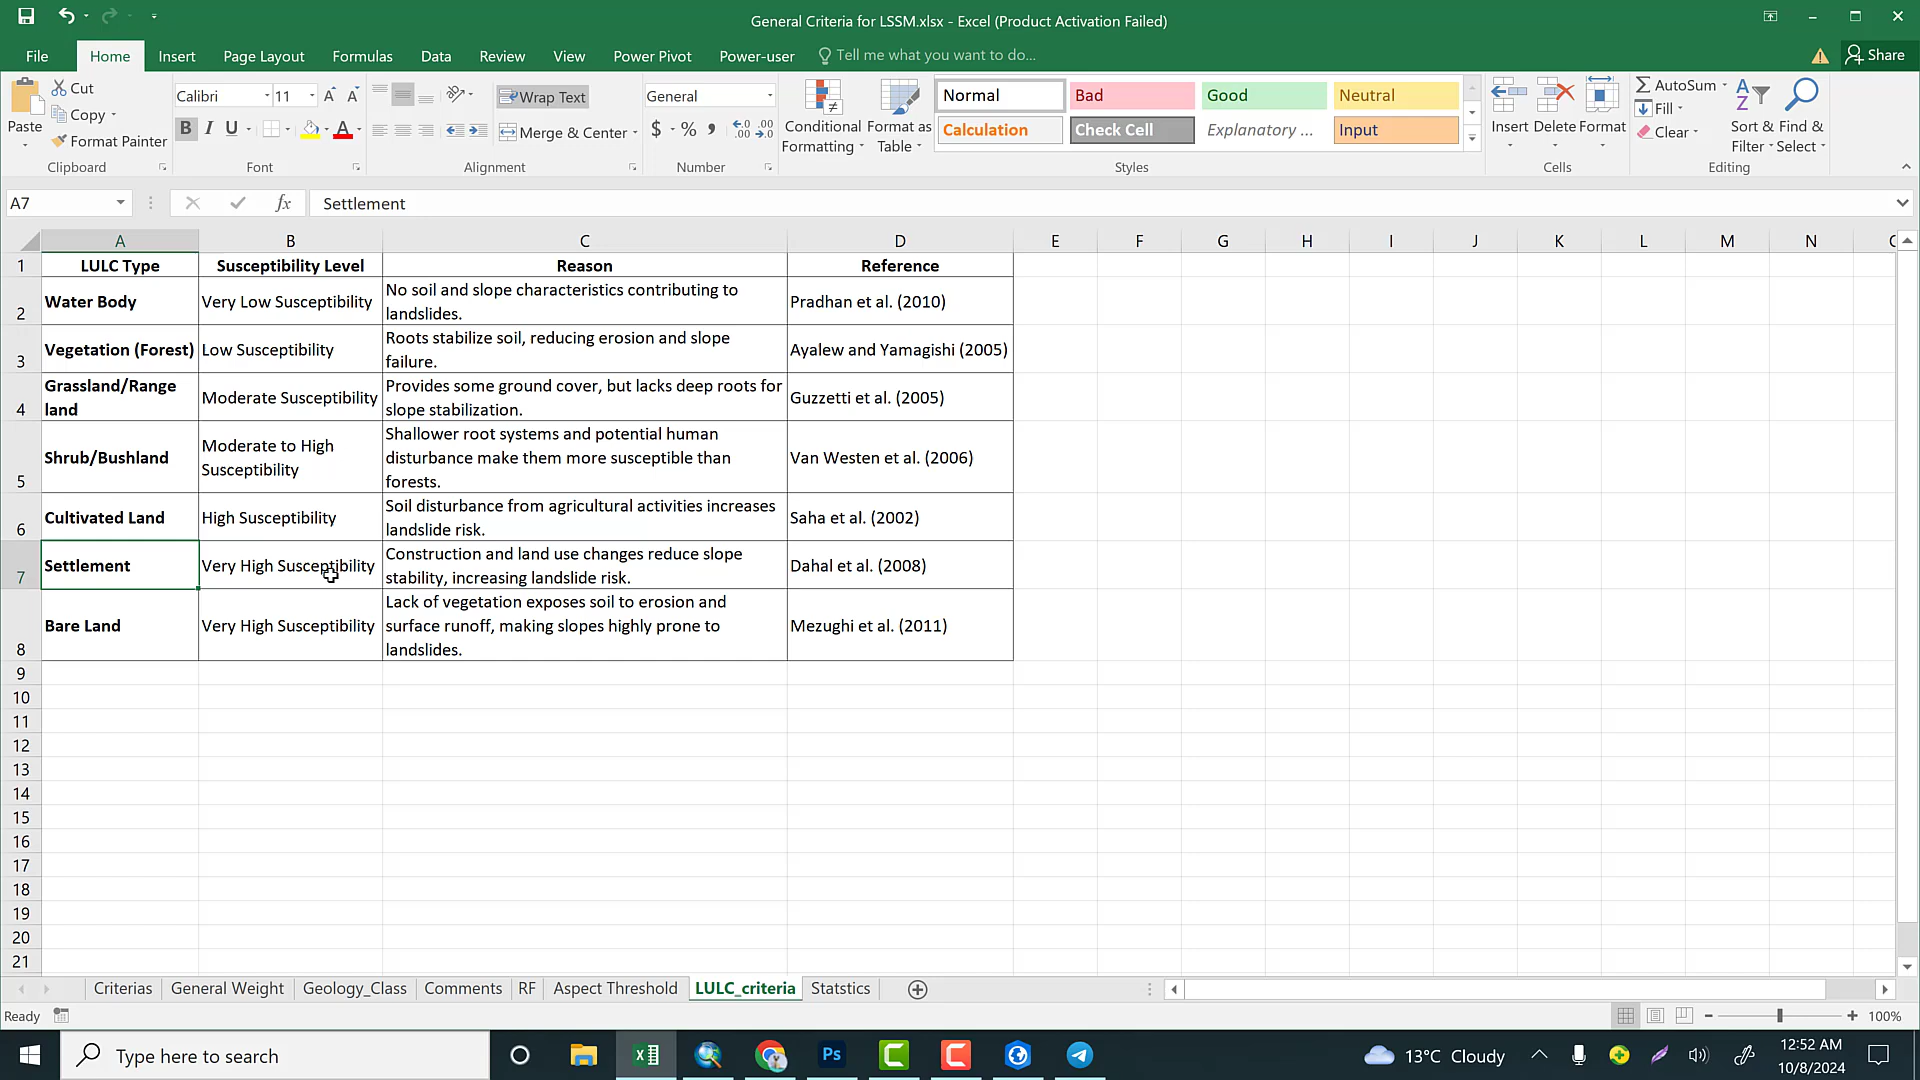 General Criteria for LSSM.xlsx - Excel (Product Activation Failed)
File Home Insert Page Layout Formulas Data Review View Power Pivot Power-user Tell me what you want to do... Share
Paste Cut Copy Format Painter Clipboard
Calibri 11 B I U A Font
Wrap Text Merge & Center Alignment
General $ % Number
Conditional Formatting Format as Table
Normal Bad Good Neutral
Calculation Check Cell Explanatory ... Input
Styles
Insert Delete Format Cells
AutoSum Fill Clear Sort & Filter Find & Select Editing
A7 fx Settlement
A B C D E F G H I J K L M N
1 LULC Type Susceptibility Level Reason Reference
2 Water Body Very Low Susceptibility No soil and slope characteristics contributing to
landslides. Pradhan et al. (2010)
3 Vegetation (Forest) Low Susceptibility Roots stabilize soil, reducing erosion and slope
failure. Ayalew and Yamagishi (2005)
4 Grassland/Range
land Moderate Susceptibility Provides some ground cover, but lacks deep roots for
slope stabilization. Guzzetti et al. (2005)
5 Shrub/Bushland Moderate to High
Susceptibility Shallower root systems and potential human
disturbance make them more susceptible than
forests. Van Westen et al. (2006)
6 Cultivated Land High Susceptibility Soil disturbance from agricultural activities increases
landslide risk. Saha et al. (2002)
7 Settlement Very High Susceptibility Construction and land use changes reduce slope
stability, increasing landslide risk. Dahal et al. (2008)
8 Bare Land Very High Susceptibility Lack of vegetation exposes soil to erosion and
surface runoff, making slopes highly prone to
landslides. Mezughi et al. (2011)
9
10
11
12
13
14
15
16
17
18
19
20
21
Criterias General Weight Geology_Class Comments RF Aspect Threshold LULC_criteria Statstics
Ready 100%
Type here to search Ps 13°C Cloudy 12:52 AM
10/8/2024